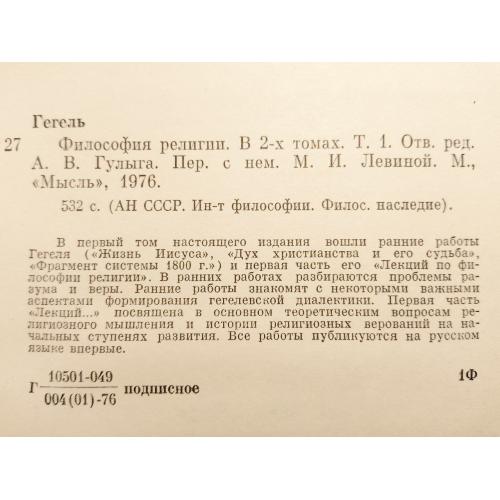 Гегель
27 Философия религии. В 2-х томах. Т. 1. Отв. ред.
А. В. Гулыга. Пер. с нем. М. И. Левиной. М.,
«Мысль», 1976.
532 с. (АН СССР. Ин-т философии. Филос. наследие).
В первый том настоящего издания вошли ранние работы
Гегеля («Жизнь Иисуса», «Дух христианства и его судьба»,
«Фрагмент системы 1800 г.») и первая часть его «Лекций по фи-
лософии религии». В работах разбираются проблемы ра-
зума и веры. Ранние работы знакомят с некоторыми важными
аспектами формирования гегелевской диалектики. Первая часть
«Лекций...» посвящена в основном теоретическим вопросам ре-
лигиозного мышления и истории религиозных верований на на-
чальных ступенях развития. Все работы публикуются на русском
языке впервые.
Г 10501-049 подписное 1Ф
004(01)-76